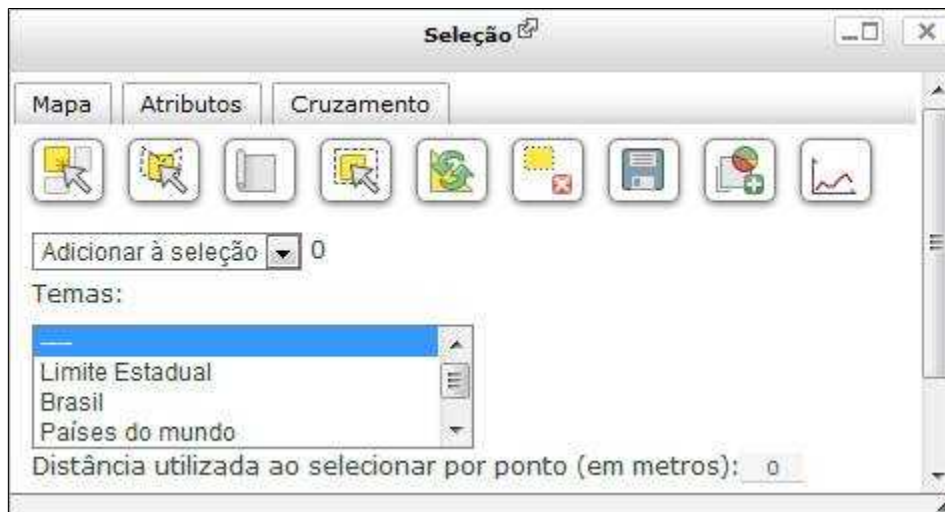 Seleção
Mapa Atributos Cruzamento
Adicionar à seleção 0
Temas:
----
Limite Estadual
Brasil
Países do mundo
Distância utilizada ao selecionar por ponto (em metros): 0